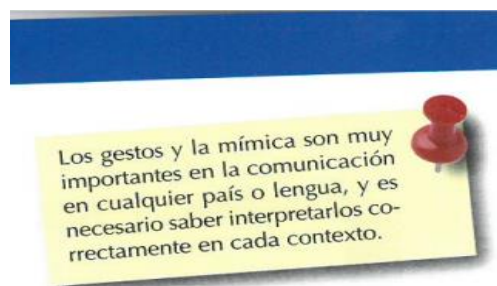 Los gestos y la mímica son muy
importantes en la comunicación
en cualquier país o lengua, y es
necesario saber interpretarlos co-
rrectamente en cada contexto.